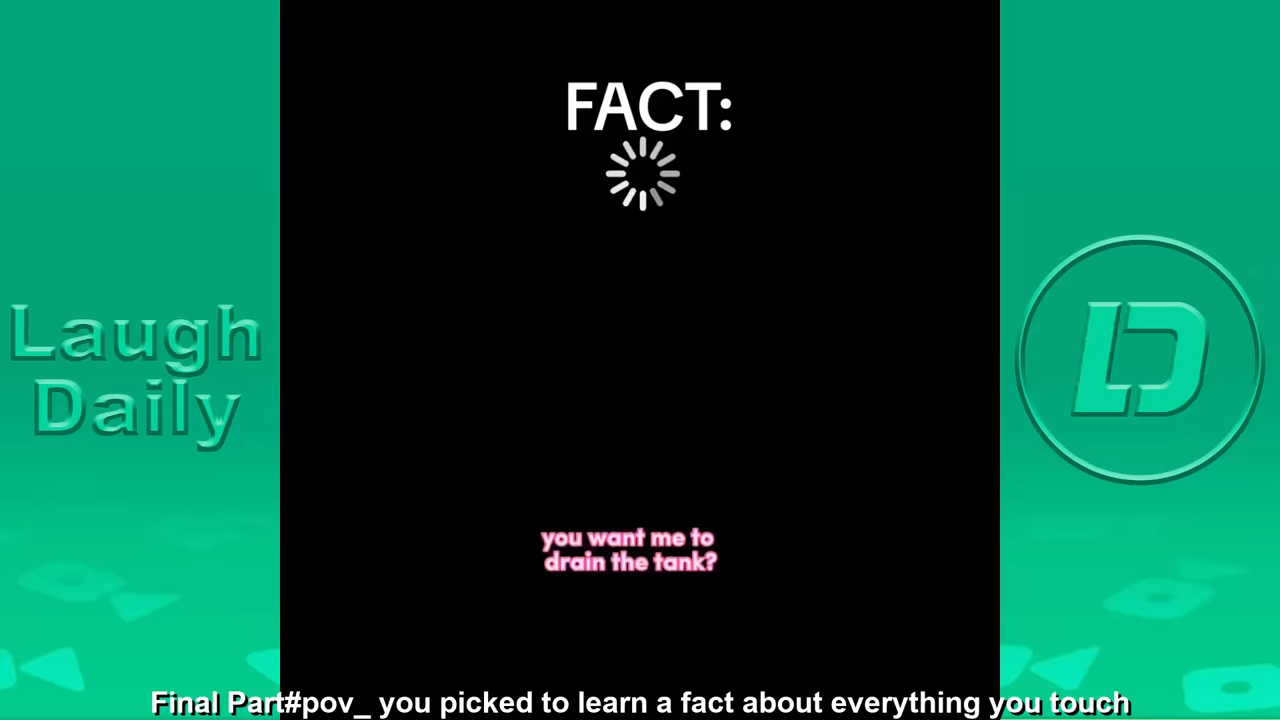 FACT:
Laugh
Daily
LD
you want me to
drain the tank?
Final Part#pov_ you picked to learn a fact about everything you touch